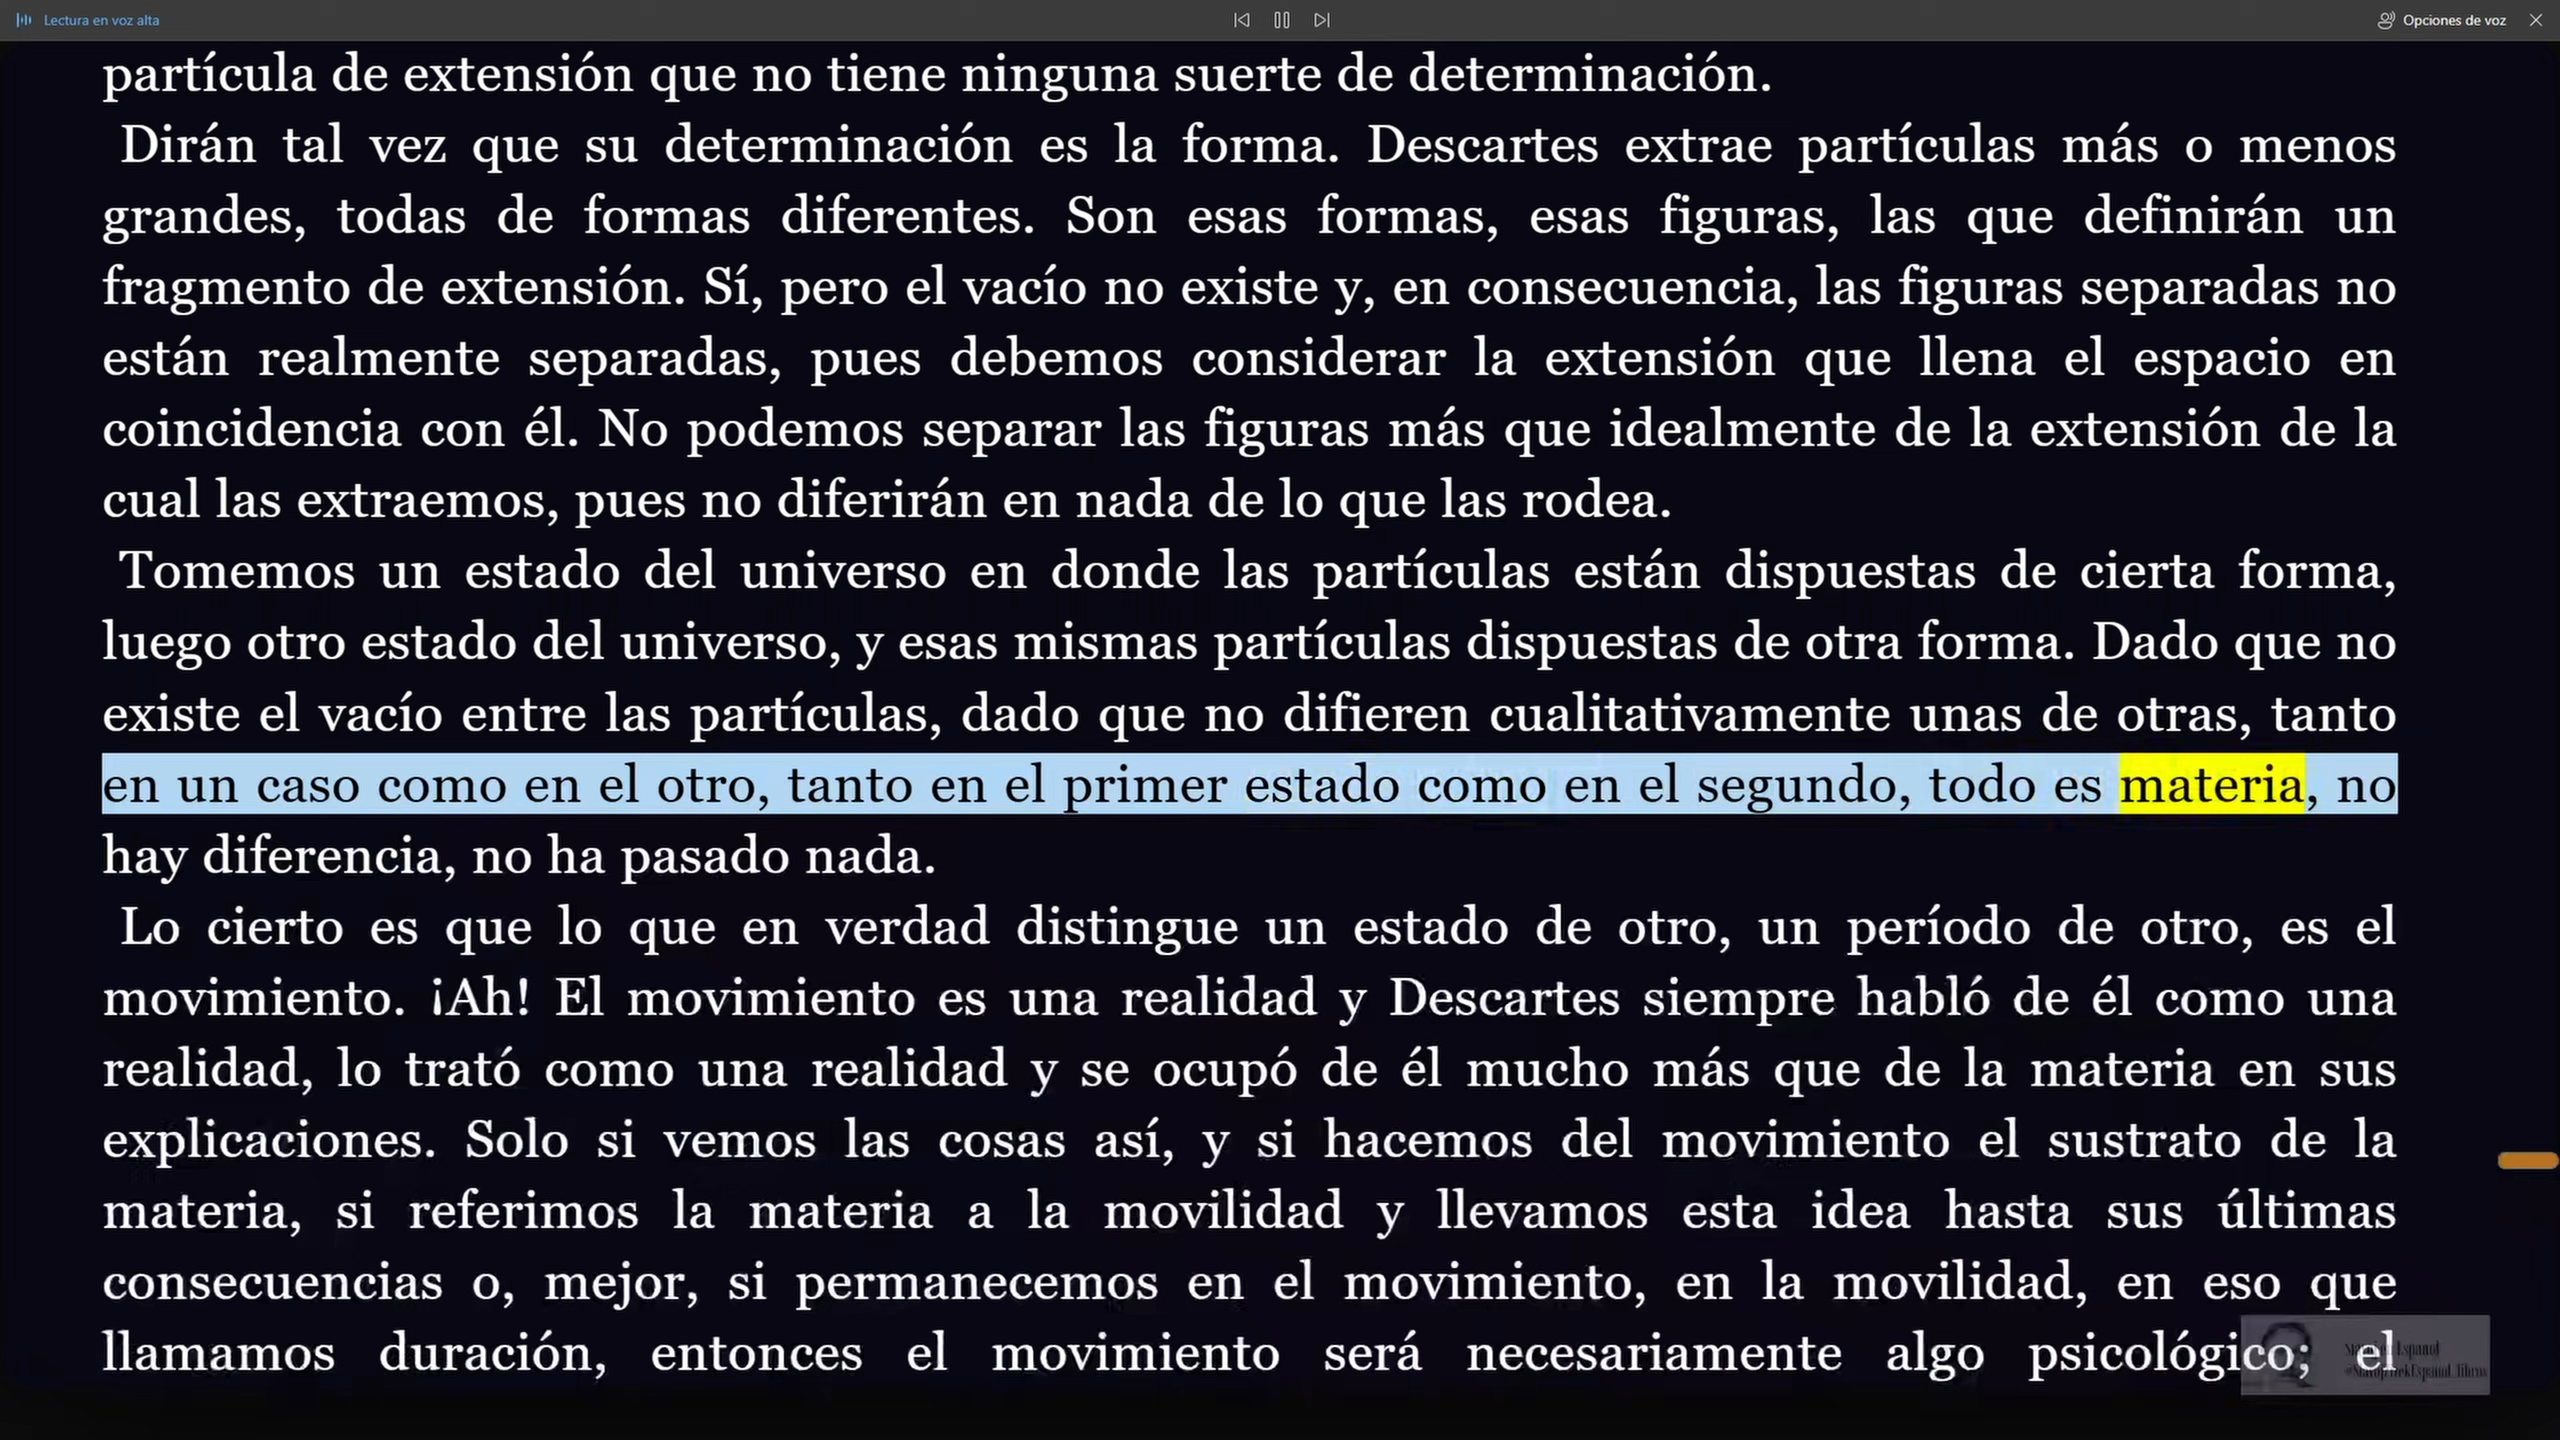 Lectura en voz alta
Opciones de voz
partícula de extensión que no tiene ninguna suerte de determinación.
Dirán tal vez que su determinación es la forma. Descartes extrae partículas más o menos
grandes, todas de formas diferentes. Son esas formas, esas figuras, las que definirán un
fragmento de extensión. Sí, pero el vacío no existe y, en consecuencia, las figuras separadas no
están realmente separadas, pues debemos considerar la extensión que llena el espacio en
coincidencia con él. No podemos separar las figuras más que idealmente de la extensión de la
cual las extraemos, pues no diferirán en nada de lo que las rodea.
Tomemos un estado del universo en donde las partículas están dispuestas de cierta forma,
luego otro estado del universo, y esas mismas partículas dispuestas de otra forma. Dado que no
existe el vacío entre las partículas, dado que no difieren cualitativamente unas de otras, tanto
en un caso como en el otro, tanto en el primer estado como en el segundo, todo es materia, no
hay diferencia, no ha pasado nada.
Lo cierto es que lo que en verdad distingue un estado de otro, un período de otro, es el
movimiento. ¡Ah! El movimiento es una realidad y Descartes siempre habló de él como una
realidad, lo trató como una realidad y se ocupó de él mucho más que de la materia en sus
explicaciones. Solo si vemos las cosas así, y si hacemos del movimiento el sustrato de la
materia, si referimos la materia a la movilidad y llevamos esta idea hasta sus últimas
consecuencias o, mejor, si permanecemos en el movimiento, en la movilidad, en eso que
llamamos duración, entonces el movimiento será necesariamente algo psicológico; el